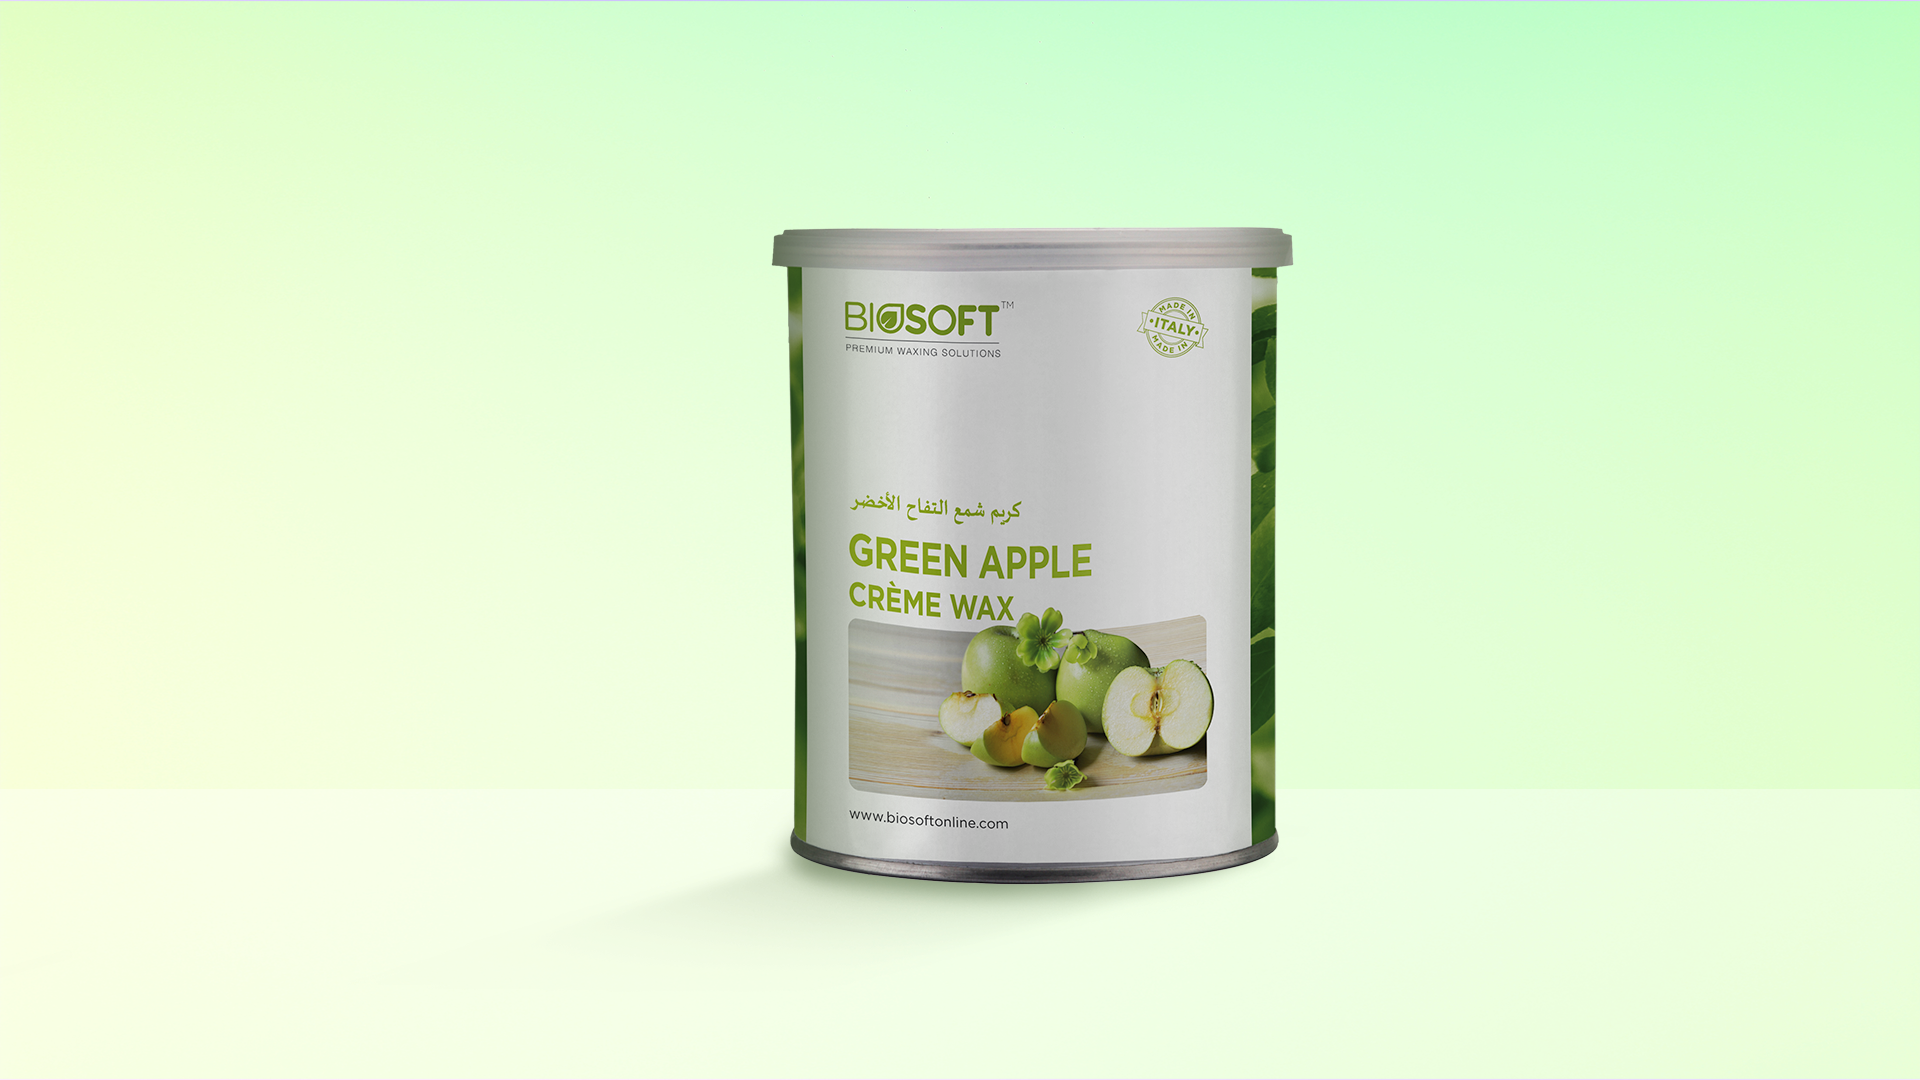 BIOSOFT™
PREMIUM WAXING SOLUTIONS
MADE IN
•ITALY•
MADE IN
كريم شمع التفاح الأخضر
GREEN APPLE
CRÈME WAX
www.biosoftonline.com